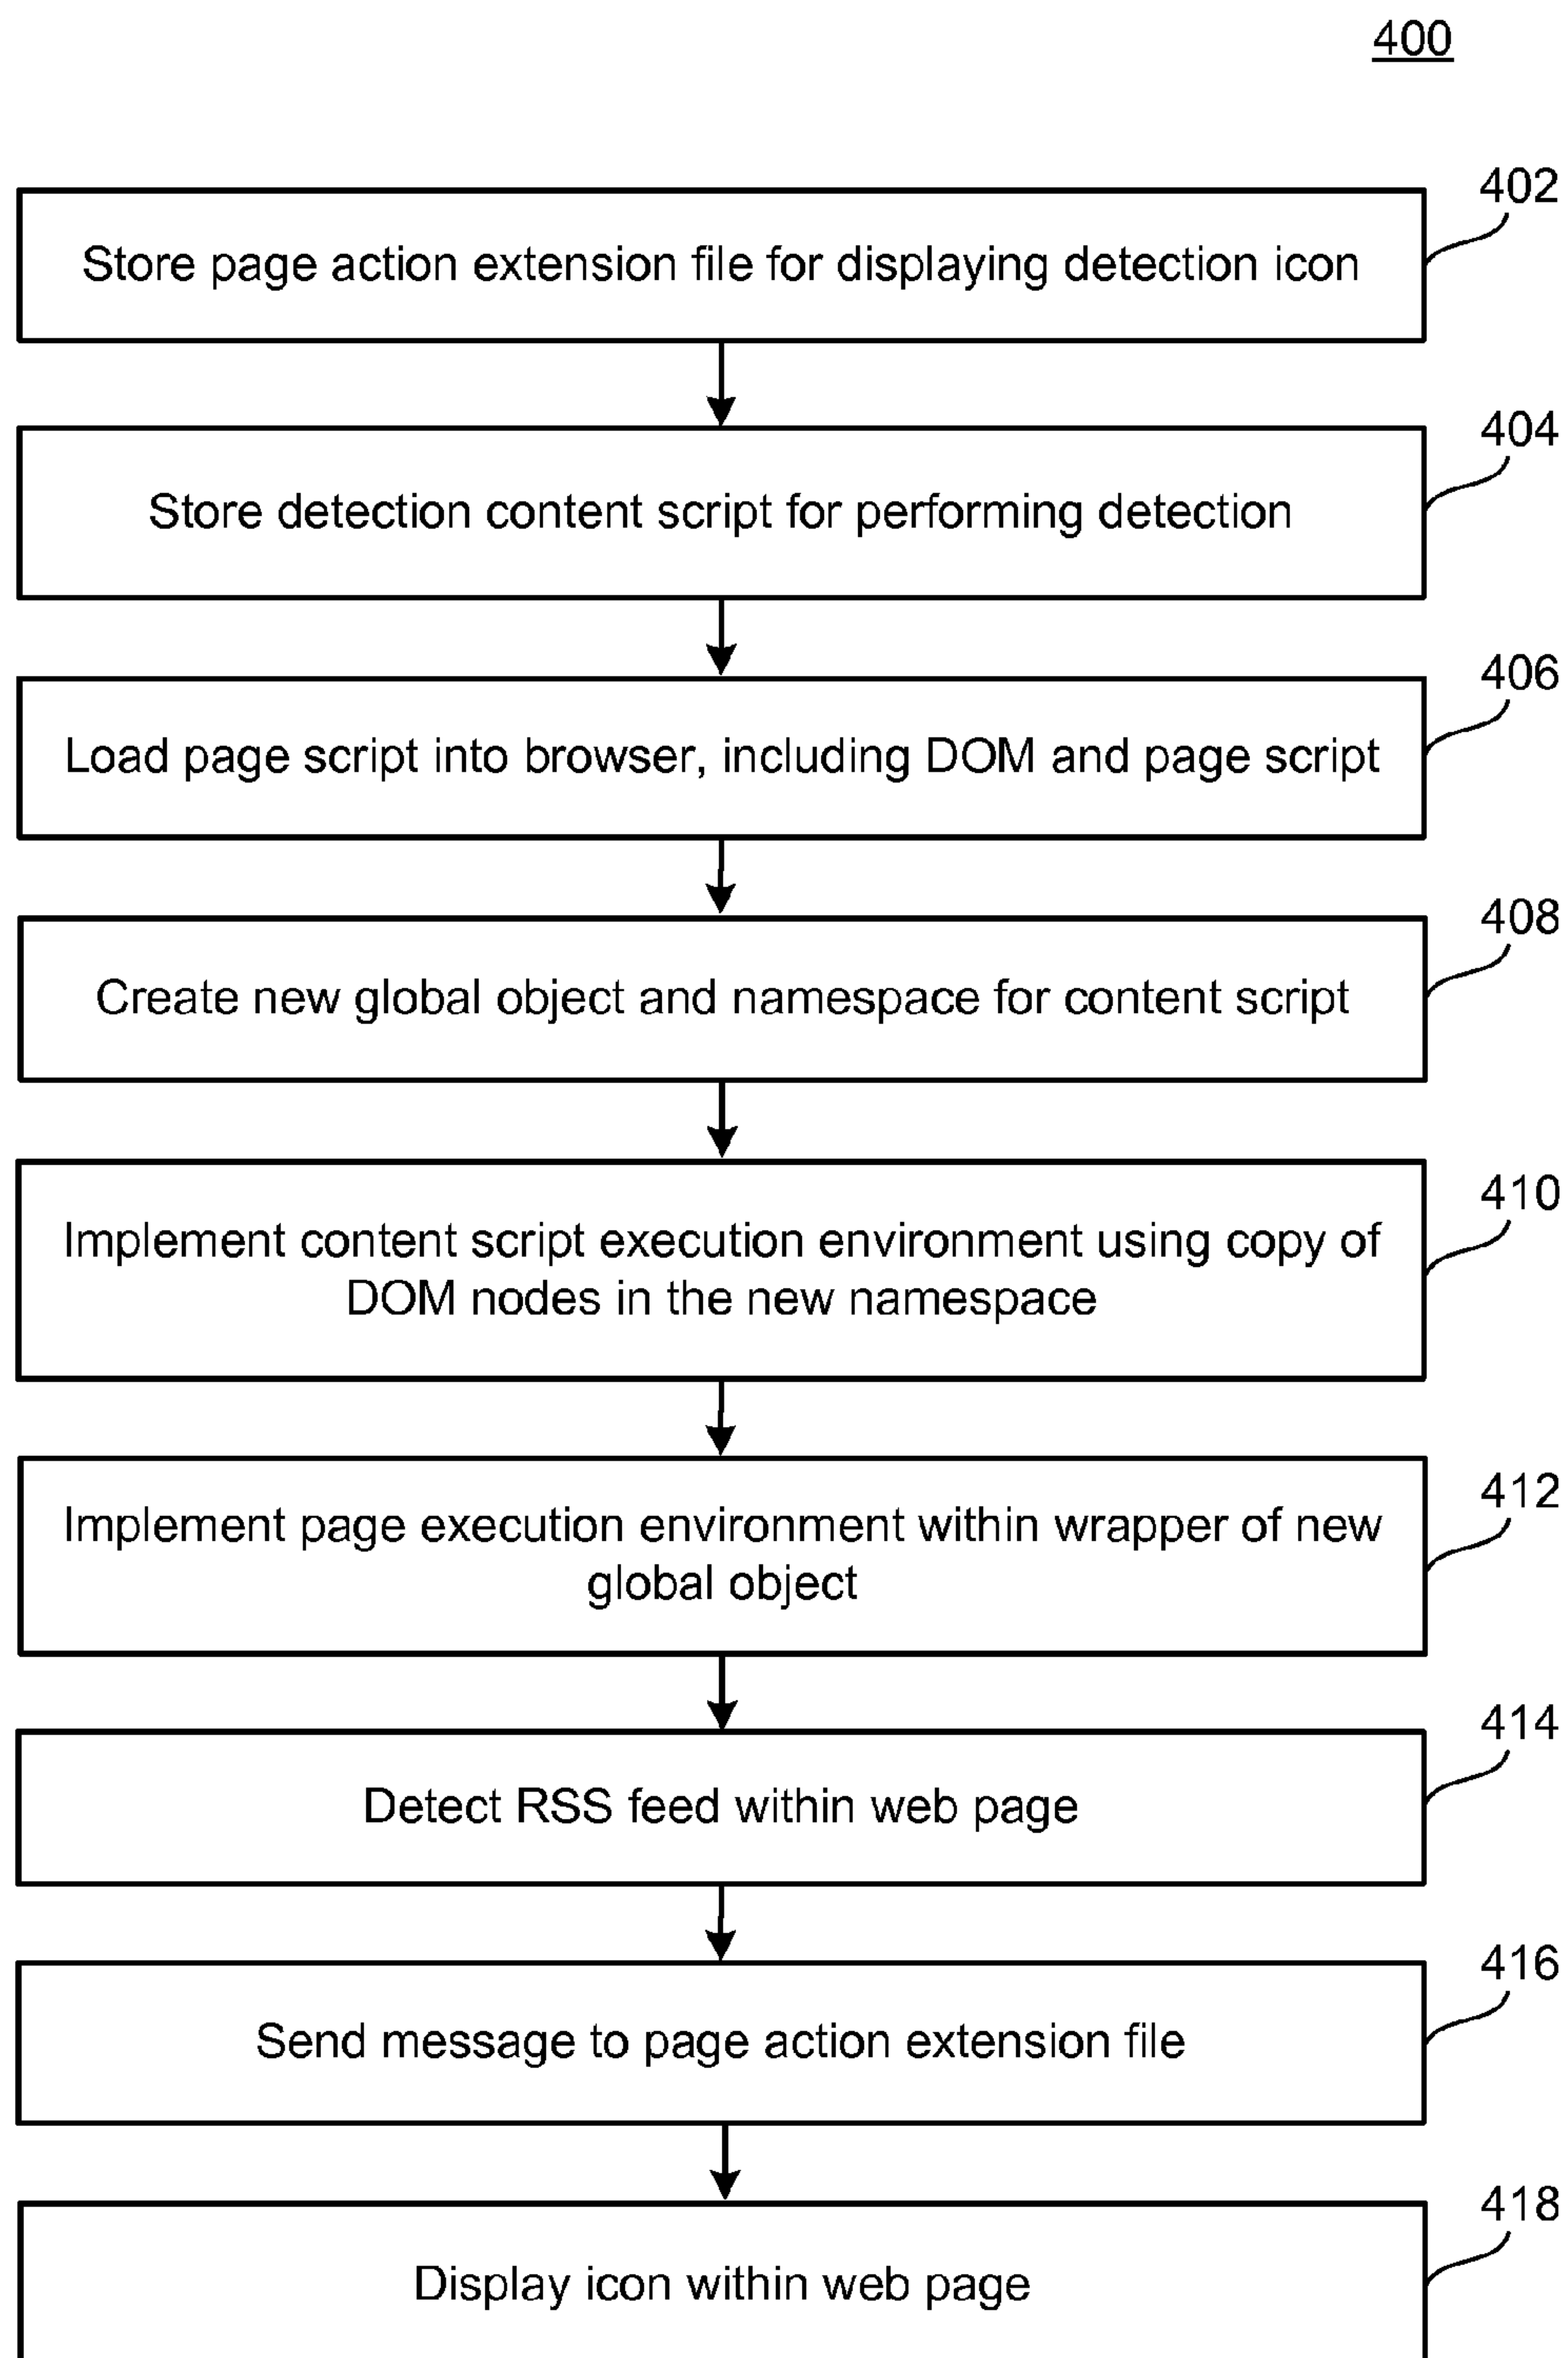 400
402
Store page action extension file for displaying detection icon
404
Store detection content script for performing detection
406
Load page script into browser, including DOM and page script
408
Create new global object and namespace for content script
410
Implement content script execution environment using copy of
DOM nodes in the new namespace
412
Implement page execution environment within wrapper of new
global object
414
Detect RSS feed within web page
416
Send message to page action extension file
418
Display icon within web page